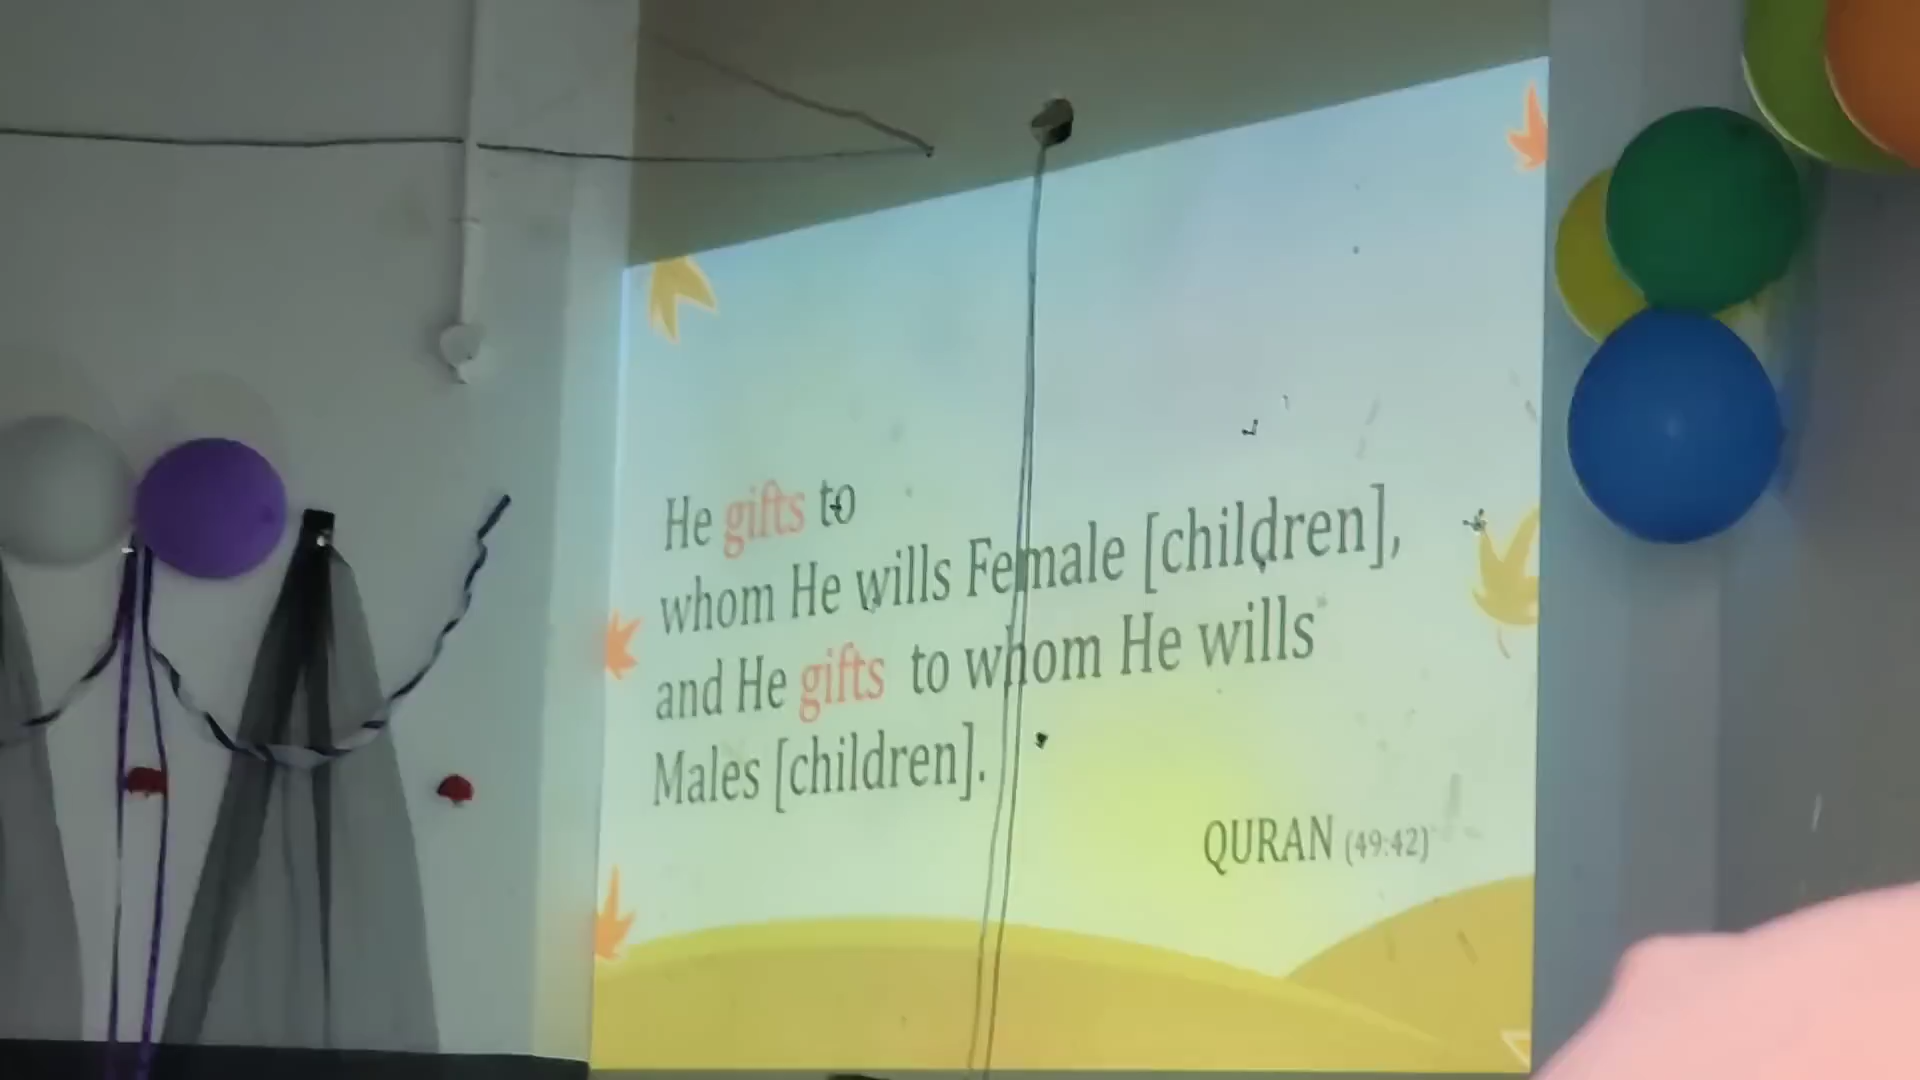 He gifts to
whom He wills Female [children],
and He gifts to whom He wills
Males [children].
QURAN (49:42)